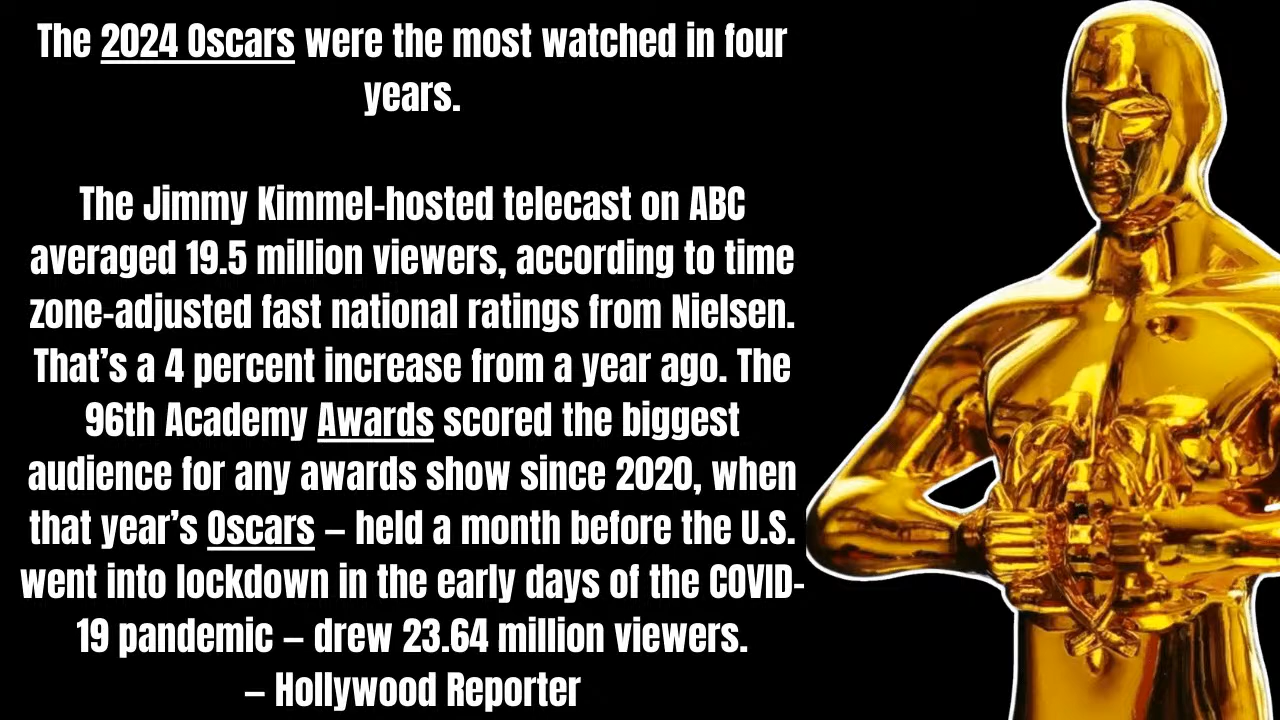 The 2024 Oscars were the most watched in four
years.
The Jimmy Kimmel-hosted telecast on ABC
averaged 19.5 million viewers, according to time
zone-adjusted fast national ratings from Nielsen.
That’s a 4 percent increase from a year ago. The
96th Academy Awards scored the biggest
audience for any awards show since 2020, when
that year’s Oscars – held a month before the U.S.
went into lockdown in the early days of the COVID-
19 pandemic – drew 23.64 million viewers.
– Hollywood Reporter